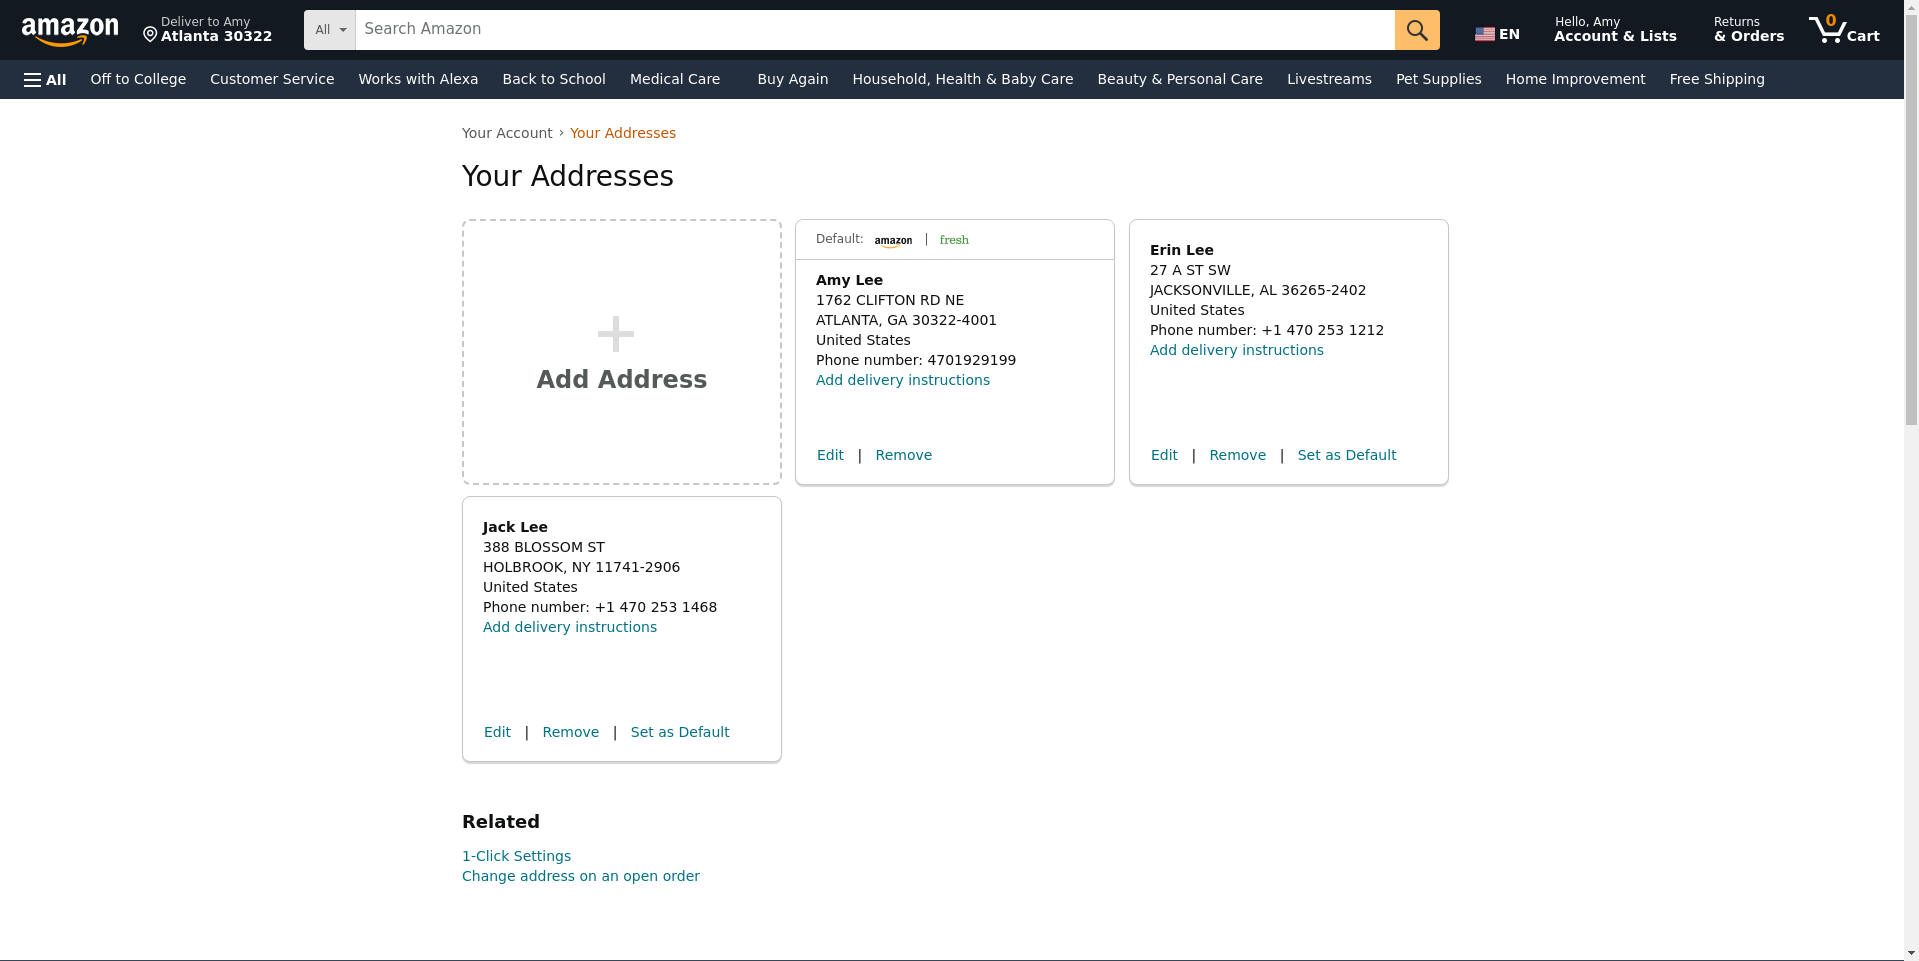 amazon
Deliver to Amy
Atlanta 30322
All
Search Amazon
EN
Hello, Amy
Account & Lists
Returns
& Orders
0
Cart
All
Off to College
Customer Service
Works with Alexa
Back to School
Medical Care
Buy Again
Household, Health & Baby Care
Beauty & Personal Care
Livestreams
Pet Supplies
Home Improvement
Free Shipping
Your Account › Your Addresses
Your Addresses
Add Address
Default: amazon | fresh
Amy Lee
1762 CLIFTON RD NE
ATLANTA, GA 30322-4001
United States
Phone number: 4701929199
Add delivery instructions
Edit | Remove
Erin Lee
27 A ST SW
JACKSONVILLE, AL 36265-2402
United States
Phone number: +1 470 253 1212
Add delivery instructions
Edit | Remove | Set as Default
Jack Lee
388 BLOSSOM ST
HOLBROOK, NY 11741-2906
United States
Phone number: +1 470 253 1468
Add delivery instructions
Edit | Remove | Set as Default
Related
1-Click Settings
Change address on an open order